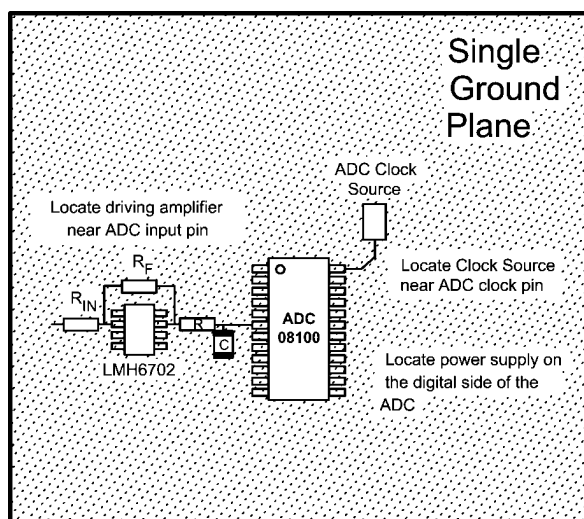 Single
Ground
Plane
ADC Clock
Source
Locate driving amplifier
near ADC input pin
RF
RIN
R
C
LMH6702
ADC
08100
Locate Clock Source
near ADC clock pin
Locate power supply on
the digital side of the
ADC